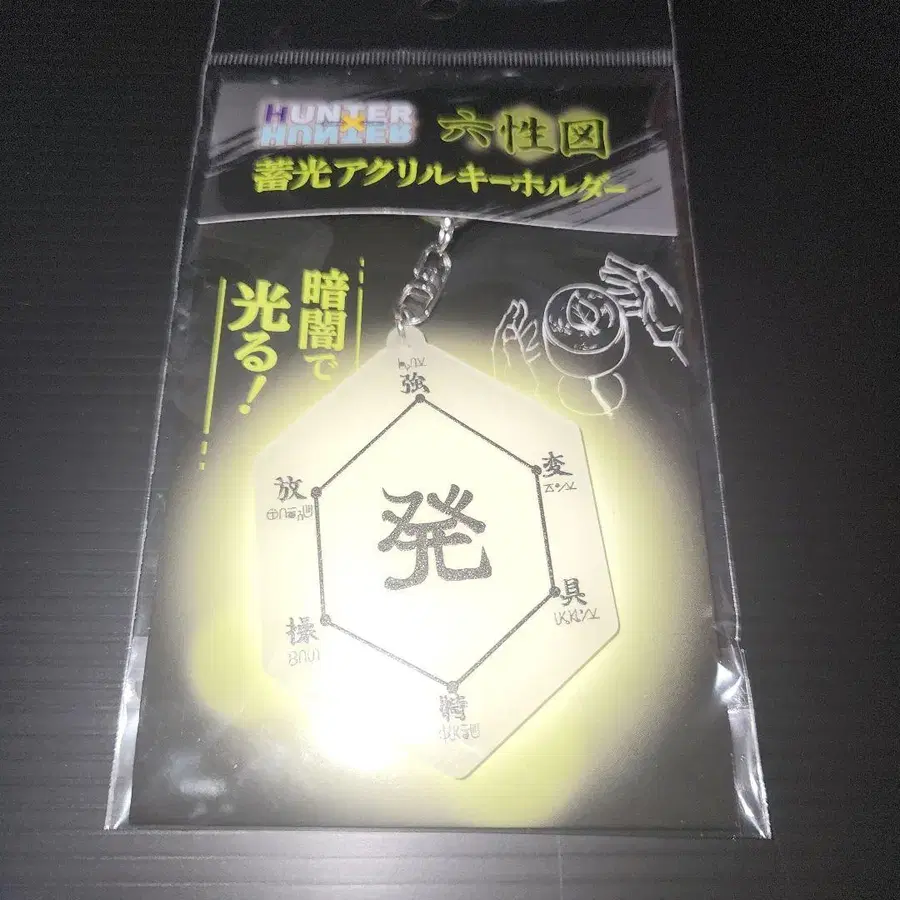 HUNTER×HUNTER 六性図
蓄光アクリルキーホルダー
暗闇で
光る!
強
変
放
発
具
操
特